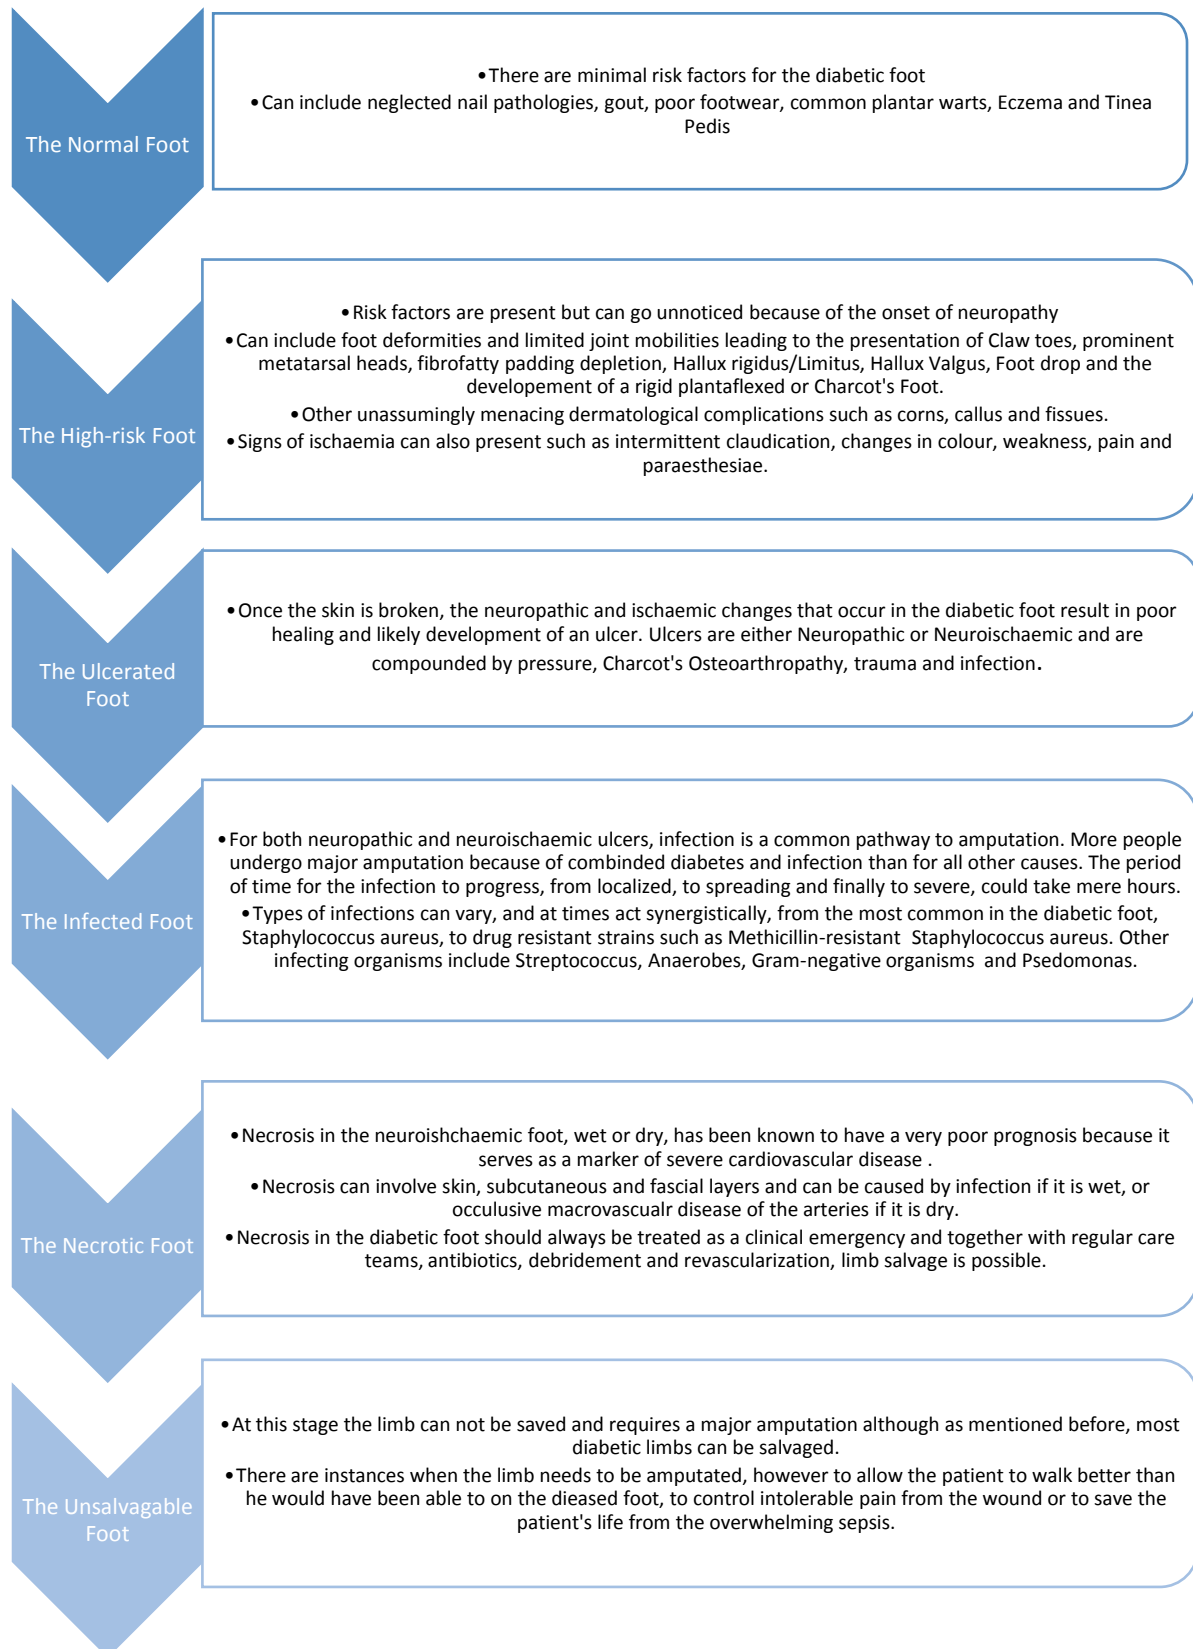 The Normal Foot
•There are minimal risk factors for the diabetic foot
•Can include neglected nail pathologies, gout, poor footwear, common plantar warts, Eczema and Tinea
Pedis
The High-risk Foot
•Risk factors are present but can go unnoticed because of the onset of neuropathy
•Can include foot deformities and limited joint mobilities leading to the presentation of Claw toes, prominent
metatarsal heads, fibrofatty padding depletion, Hallux rigidus/Limitus, Hallux Valgus, Foot drop and the
developement of a rigid plantaflexed or Charcot's Foot.
•Other unassumingly menacing dermatological complications such as corns, callus and fissues.
•Signs of ischaemia can also present such as intermittent claudication, changes in colour, weakness, pain and
paraesthesiae.
The Ulcerated
Foot
•Once the skin is broken, the neuropathic and ischaemic changes that occur in the diabetic foot result in poor
healing and likely development of an ulcer. Ulcers are either Neuropathic or Neuroischaemic and are
compounded by pressure, Charcot's Osteoarthropathy, trauma and infection.
The Infected Foot
•For both neuropathic and neuroischaemic ulcers, infection is a common pathway to amputation. More people
undergo major amputation because of combinded diabetes and infection than for all other causes. The period
of time for the infection to progress, from localized, to spreading and finally to severe, could take mere hours.
•Types of infections can vary, and at times act synergistically, from the most common in the diabetic foot,
Staphylococcus aureus, to drug resistant strains such as Methicillin-resistant Staphylococcus aureus. Other
infecting organisms include Streptococcus, Anaerobes, Gram-negative organisms and Psedomonas.
The Necrotic Foot
•Necrosis in the neuroishchaemic foot, wet or dry, has been known to have a very poor prognosis because it
serves as a marker of severe cardiovascular disease .
•Necrosis can involve skin, subcutaneous and fascial layers and can be caused by infection if it is wet, or
occulusive macrovascualr disease of the arteries if it is dry.
•Necrosis in the diabetic foot should always be treated as a clinical emergency and together with regular care
teams, antibiotics, debridement and revascularization, limb salvage is possible.
The Unsalvagable
Foot
•At this stage the limb can not be saved and requires a major amputation although as mentioned before, most
diabetic limbs can be salvaged.
•There are instances when the limb needs to be amputated, however to allow the patient to walk better than
he would have been able to on the dieased foot, to control intolerable pain from the wound or to save the
patient's life from the overwhelming sepsis.